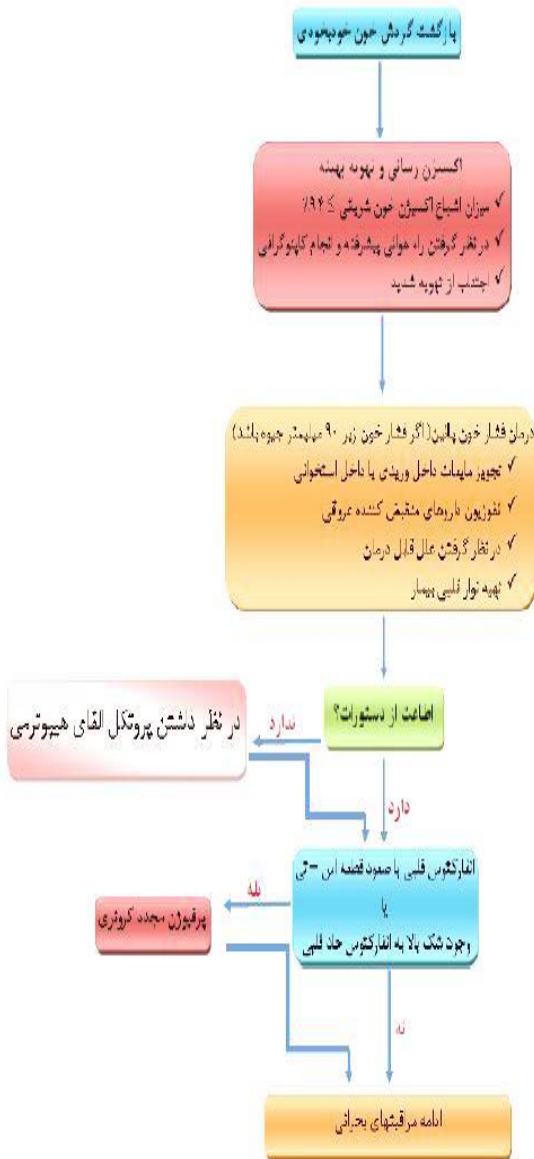 بازگشت گردش خون خودبخودی
اکسیژن رسانی و تهویه بهینه
✓ میزان اشباع اکسیژن خون شریانی ≥ ۹۴٪
✓ در نظر گرفتن راه هوائی پیشرفته و انجام کاپنوگرافی
✓ اجتناب از تهویه شدید
درمان فشار خون پائین( اگر فشار خون زیر ۹۰ میلیمتر جیوه باشد)
✓ تجویز مایعات داخل وریدی یا داخل استخوانی
✓ انفوزیون داروهای منقبض کننده عروقی
✓ در نظر گرفتن علل قابل درمان
✓ تهیه نوار قلبی بیمار
اطاعت از دستورات؟
ندارد
در نظر داشتن پروتکل القای هیپوترمی
دارد
انفارکتوس قلبی با صعود قطعه اس –تی
یا
وجود شک بالا به انفارکتوس حاد قلبی
بله
پرفیوژن مجدد کرونری
نه
ادامه مراقبتهای بحرانی